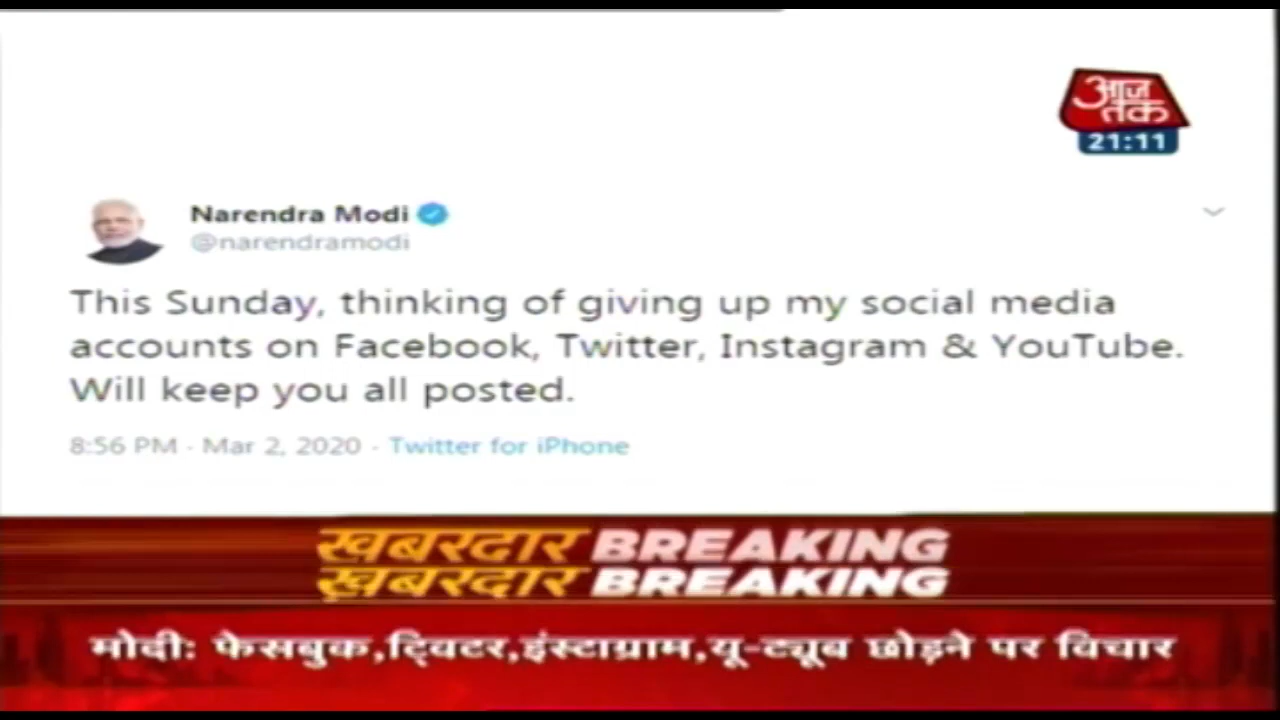 आज
तक
21:11
Narendra Modi
@narendramodi
This Sunday, thinking of giving up my social media
accounts on Facebook, Twitter, Instagram & YouTube.
Will keep you all posted.
8:56 PM · Mar 2, 2020 · Twitter for iPhone
ख़बरदार BREAKING
ख़बरदार BREAKING
मोदी: फेसबुक,ट्विटर,इंस्टाग्राम,यू-ट्यूब छोड़ने पर विचार